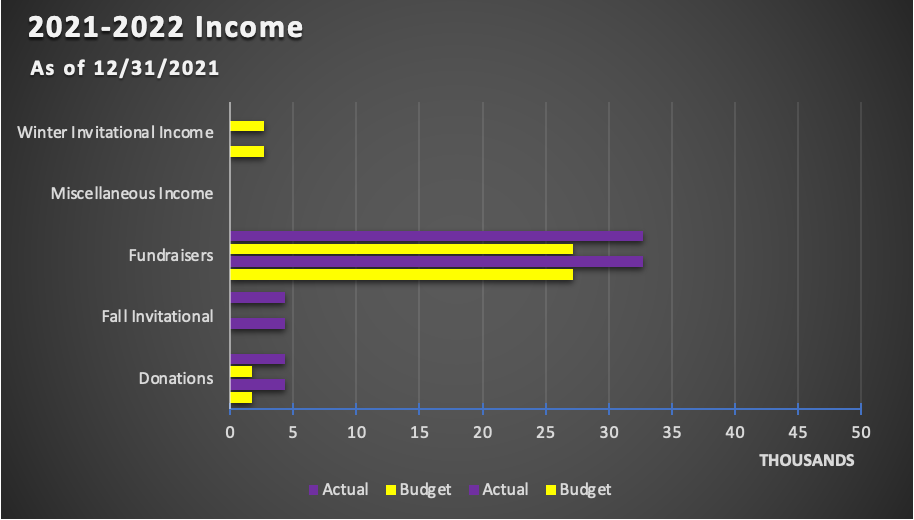 2021-2022 Income
As of 12/31/2021
Winter Invitational Income
Miscellaneous Income
Fundraisers
Fall Invitational
Donations
0 5 10 15 20 25 30 35 40 45 50
THOUSANDS
Actual Budget Actual Budget